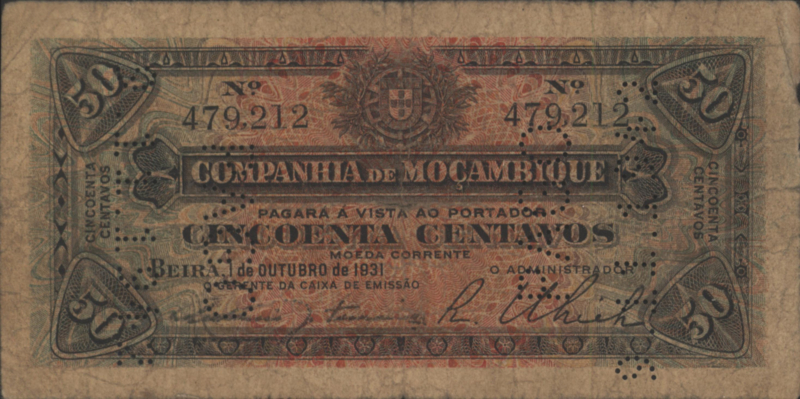 50
50
Nº
Nº
479,212
479,212
COMPANHIA DE MOÇAMBIQUE
CINCOENTA CENTAVOS
CINCOENTA CENTAVOS
PAGARÁ Á VISTA AO PORTADOR
CINCOENTA CENTAVOS
MOEDA CORRENTE
BEIRA, 1 de OUTUBRO de 1931
O ADMINISTRADOR
O GERENTE DA CAIXA DE EMISSÃO
50
50